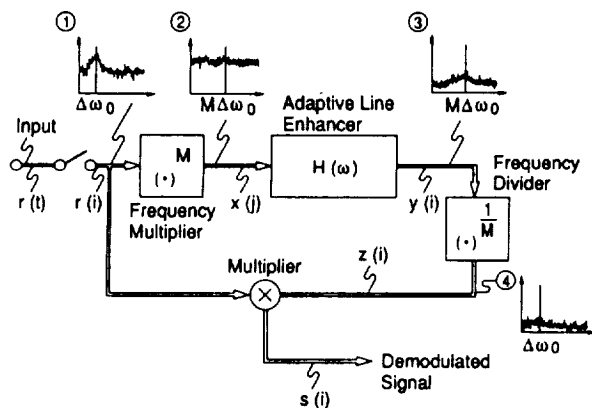 ① ② ③
Δω₀ MΔω₀ MΔω₀
Input
r (t)
r (i)
(·)ᴹ
Frequency
Multiplier
x (j)
Adaptive Line
Enhancer
H (ω)
y (i)
Frequency
Divider
(·) 1/M
z (i)
Multiplier
×
④
Δω₀
Demodulated
Signal
s (i)